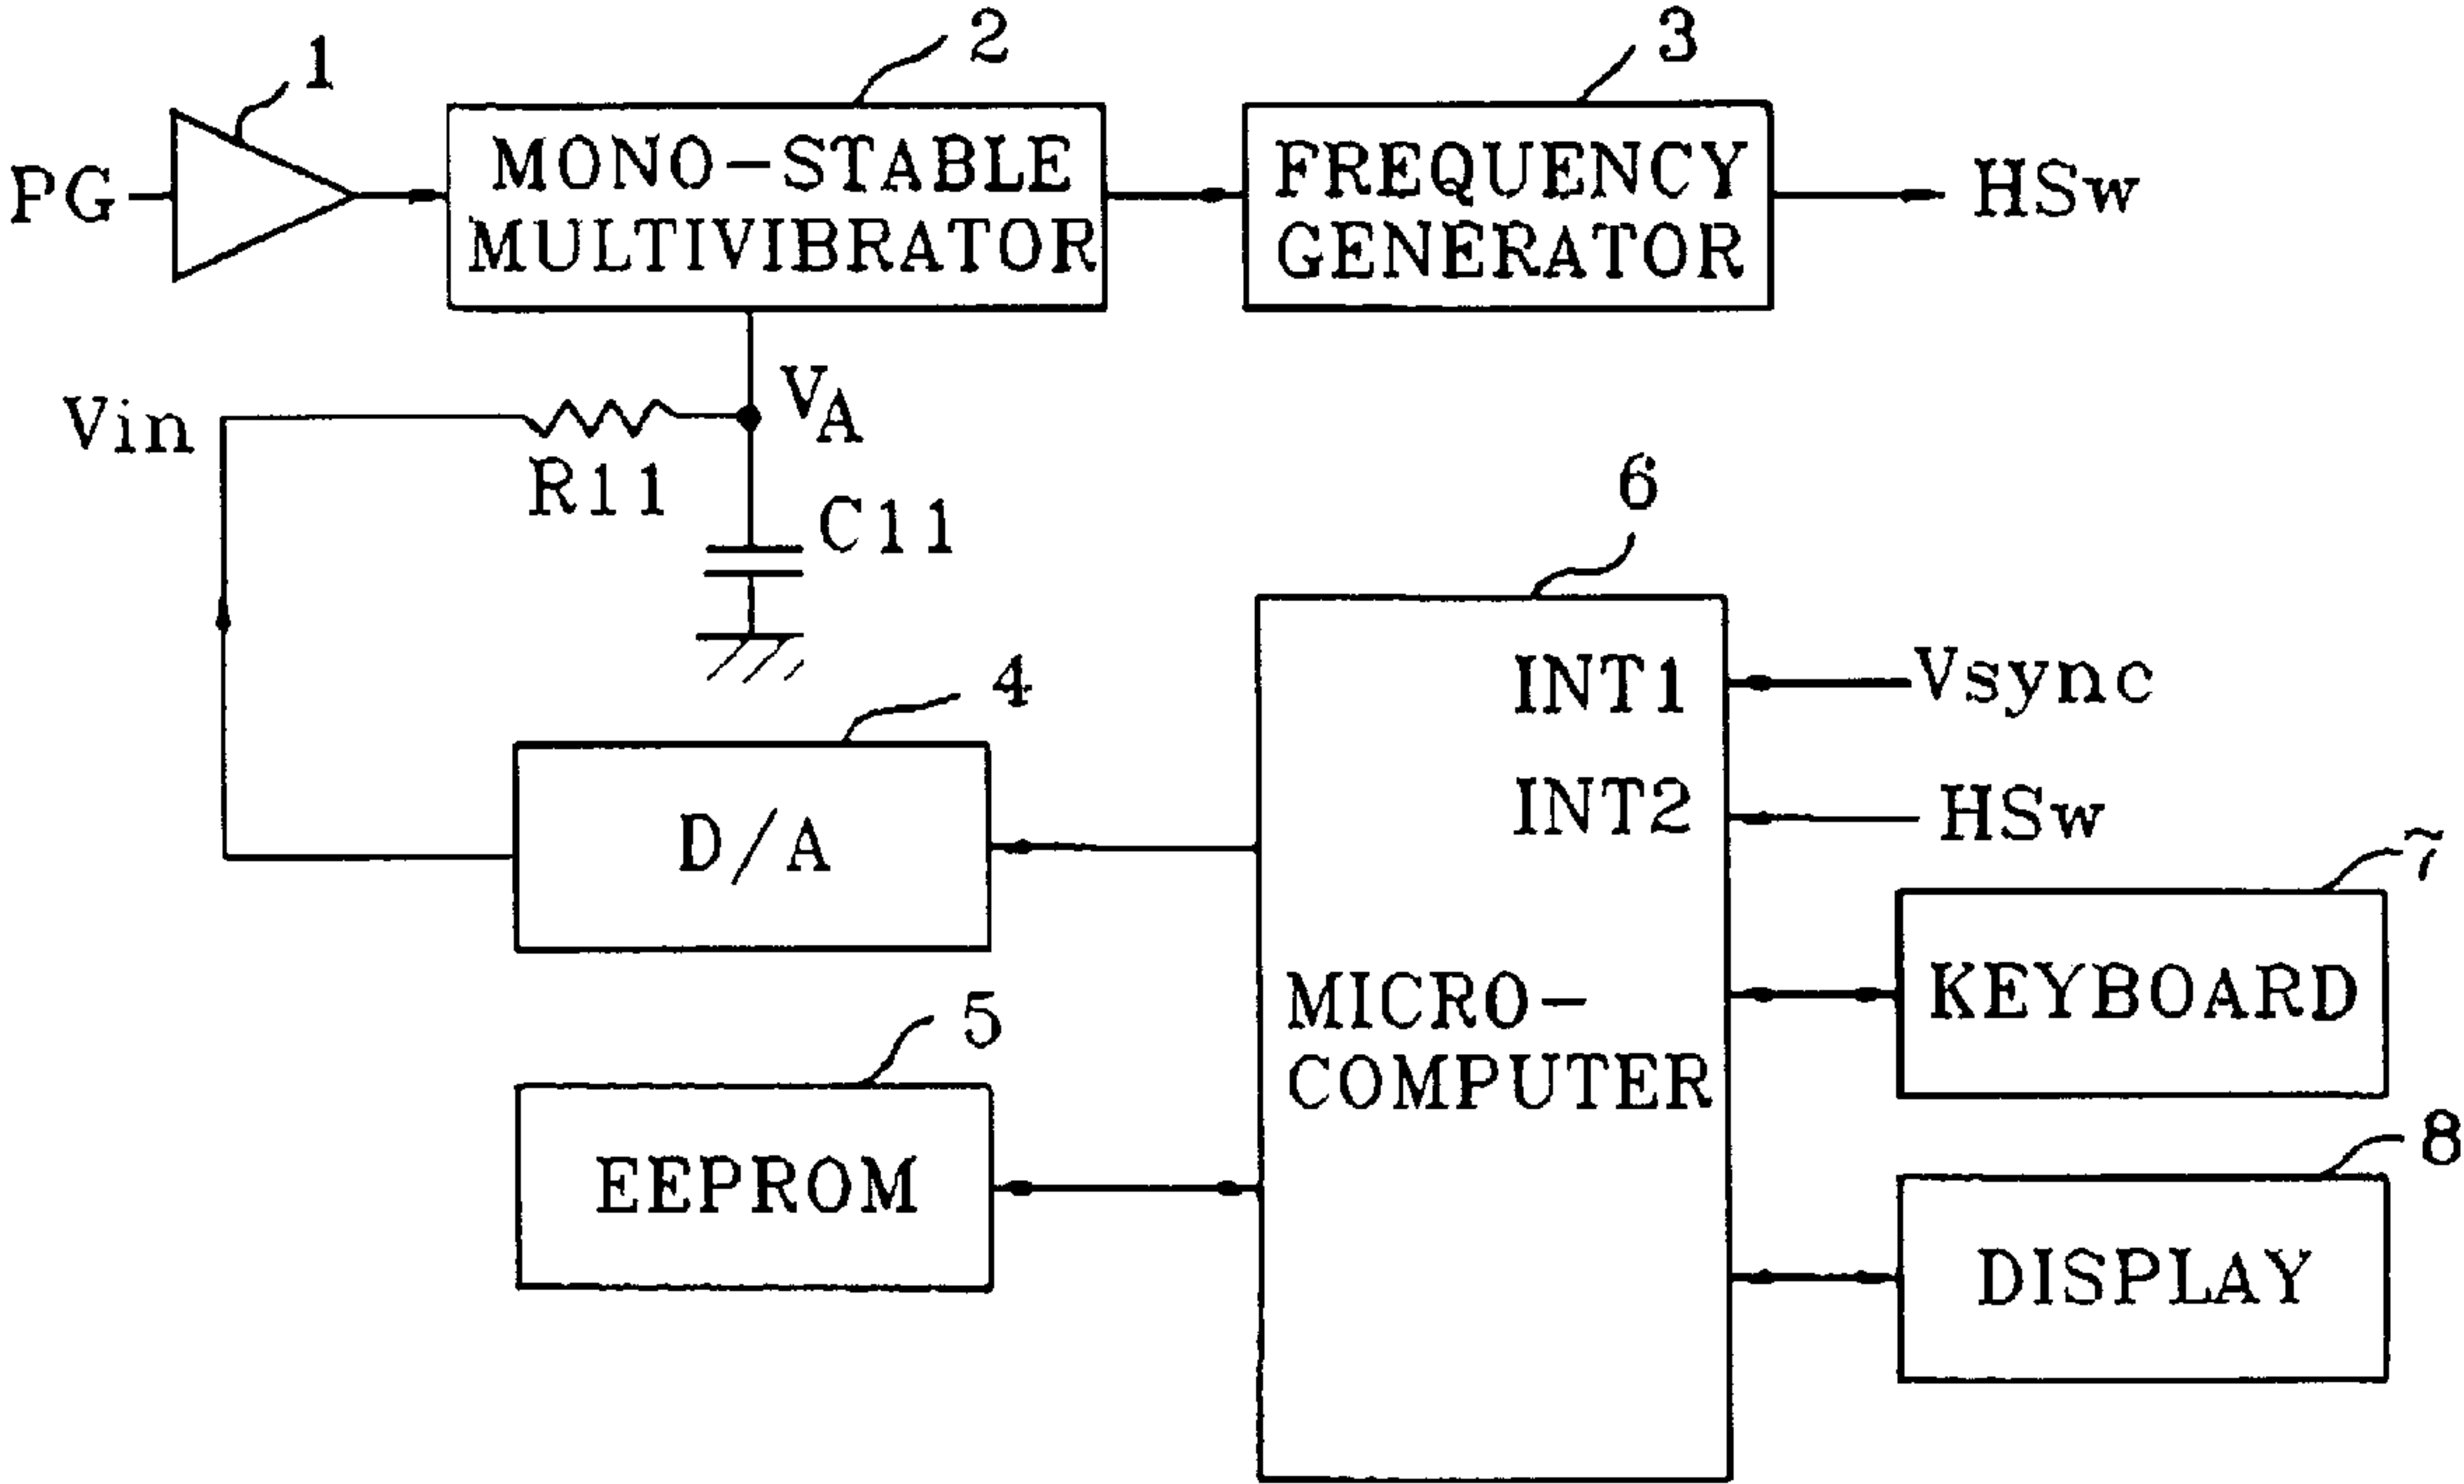 1
2
3
PG
MONO-STABLE
MULTIVIBRATOR
FREQUENCY
GENERATOR
HSw
Vin
VA
R11
C11
6
INT1
Vsync
4
INT2
HSw
D/A
7
KEYBOARD
MICRO-
COMPUTER
5
EEPROM
8
DISPLAY